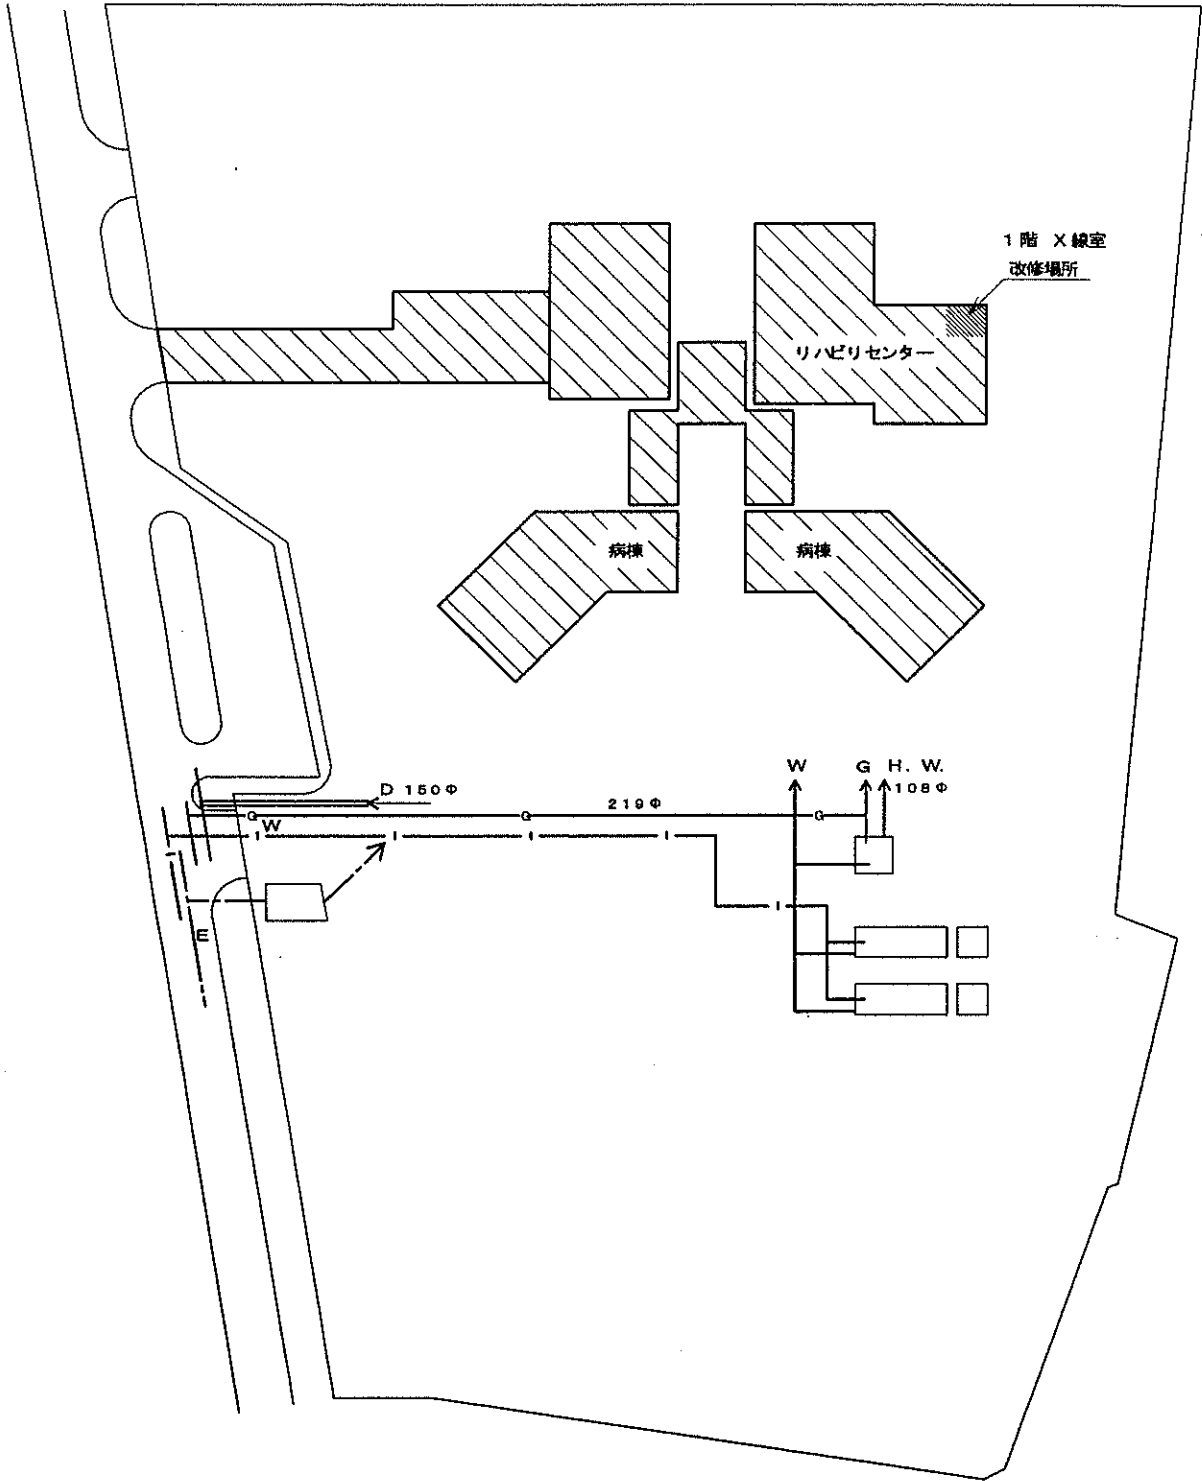 1階 X線室
改修場所
リハビリセンター
病棟 病棟
W G H. W.
108Φ
D 150Φ
219Φ
G G G
W
I I I I
I
E